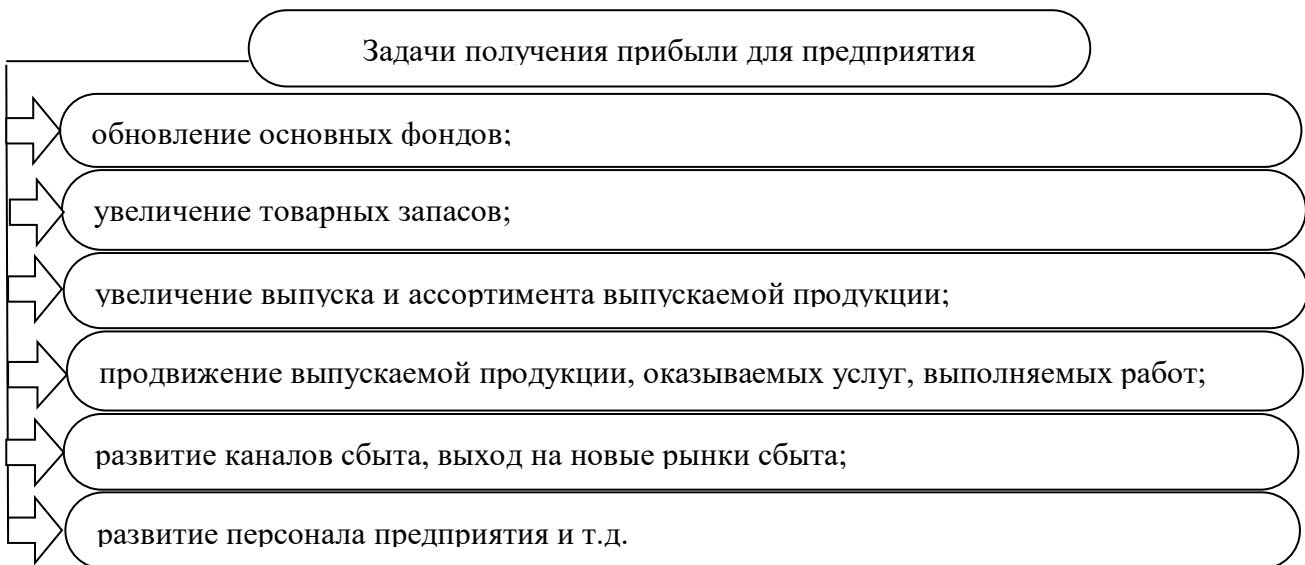 Задачи получения прибыли для предприятия
обновление основных фондов;
увеличение товарных запасов;
увеличение выпуска и ассортимента выпускаемой продукции;
продвижение выпускаемой продукции, оказываемых услуг, выполняемых работ;
развитие каналов сбыта, выход на новые рынки сбыта;
развитие персонала предприятия и т.д.